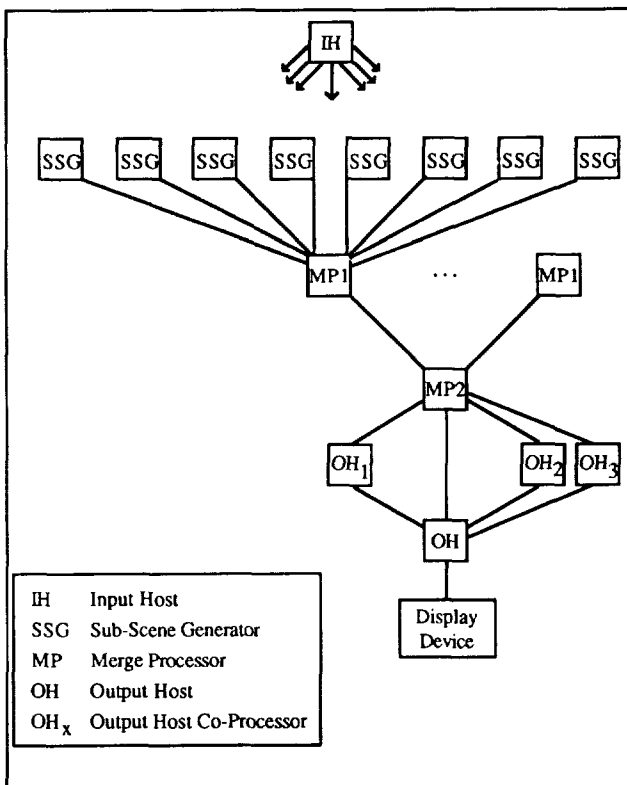 IH
SSG SSG SSG SSG SSG SSG SSG SSG
MP1 ... MP1
MP2
OH1 OH2 OH3
OH
Display
Device
IH Input Host
SSG Sub-Scene Generator
MP Merge Processor
OH Output Host
OHx Output Host Co-Processor